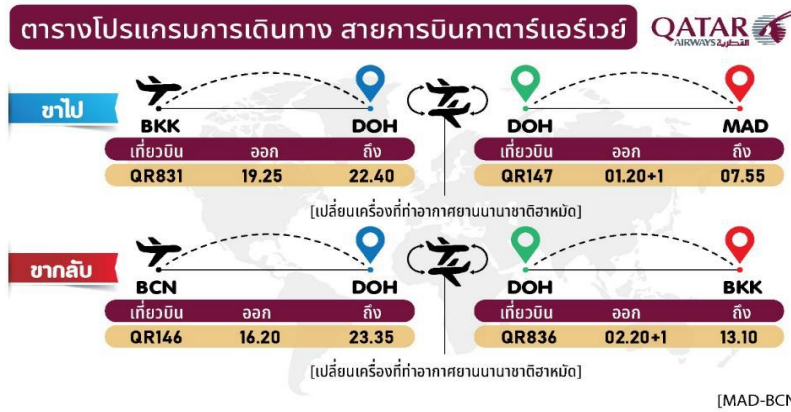 ตารางโปรแกรมการเดินทาง สายการบินกาตาร์แอร์เวย์
QATAR
AIRWAYS القطرية
ขาไป
BKK DOH DOH MAD
เที่ยวบิน ออก ถึง เที่ยวบิน ออก ถึง
QR831 19.25 22.40 QR147 01.20+1 07.55
[เปลี่ยนเครื่องที่ท่าอากาศยานนานาชาติฮาหมัด]
ขากลับ
BCN DOH DOH BKK
เที่ยวบิน ออก ถึง เที่ยวบิน ออก ถึง
QR146 16.20 23.35 QR836 02.20+1 13.10
[เปลี่ยนเครื่องที่ท่าอากาศยานนานาชาติฮาหมัด]
[MAD-BCN